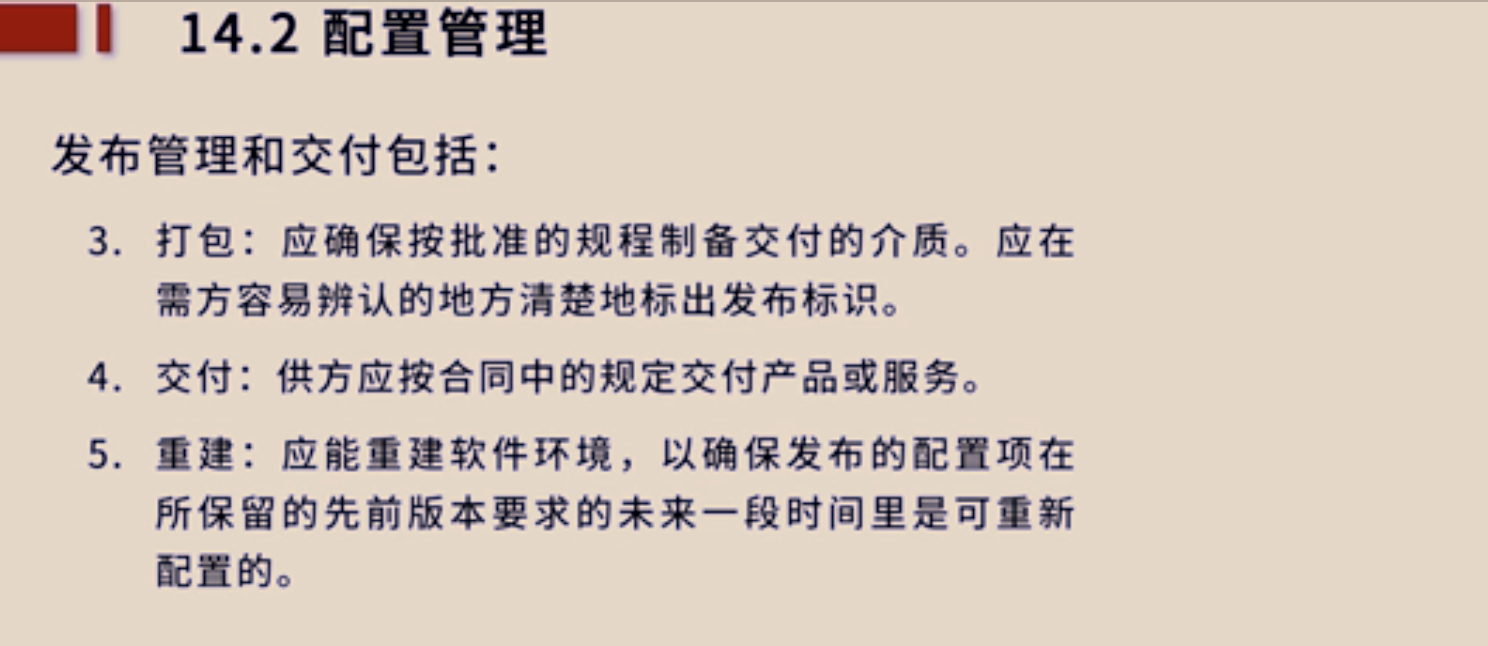 14.2 配置管理
发布管理和交付包括：
3. 打包：应确保按批准的规程制备交付的介质。应在
需方容易辨认的地方清楚地标出发布标识。
4. 交付：供方应按合同中的规定交付产品或服务。
5. 重建：应能重建软件环境，以确保发布的配置项在
所保留的先前版本要求的未来一段时间里是可重新
配置的。